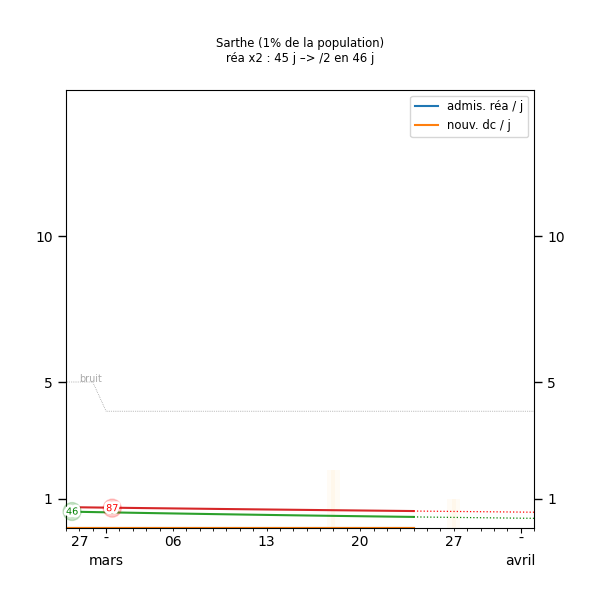 Sarthe (1% de la population)
réa x2 : 45 j –> /2 en 46 j
admis. réa / j
nouv. dc / j
10 10
bruit
5 5
1 1
46 87
27 - 06 13 20 27 -
mars avril